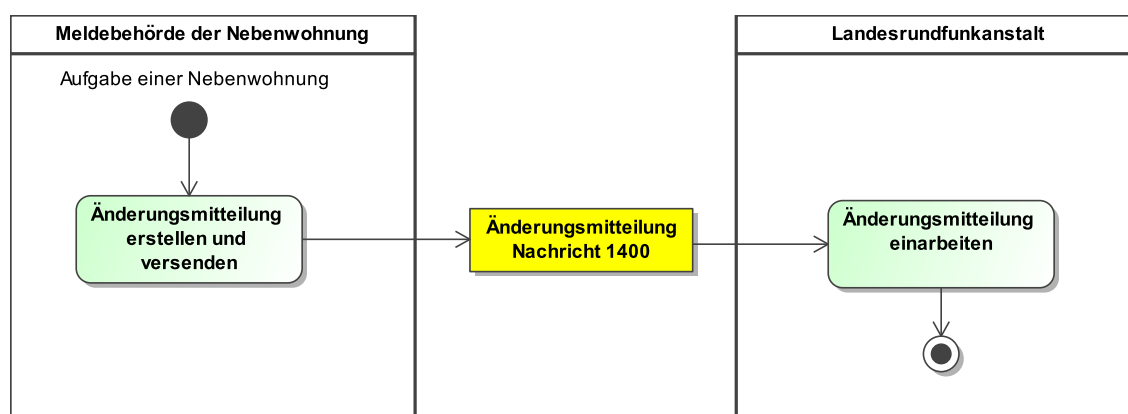 Meldebehörde der Nebenwohnung
Landesrundfunkanstalt
Aufgabe einer Nebenwohnung
Änderungsmitteilung
erstellen und
versenden
Änderungsmitteilung
Nachricht 1400
Änderungsmitteilung
einarbeiten